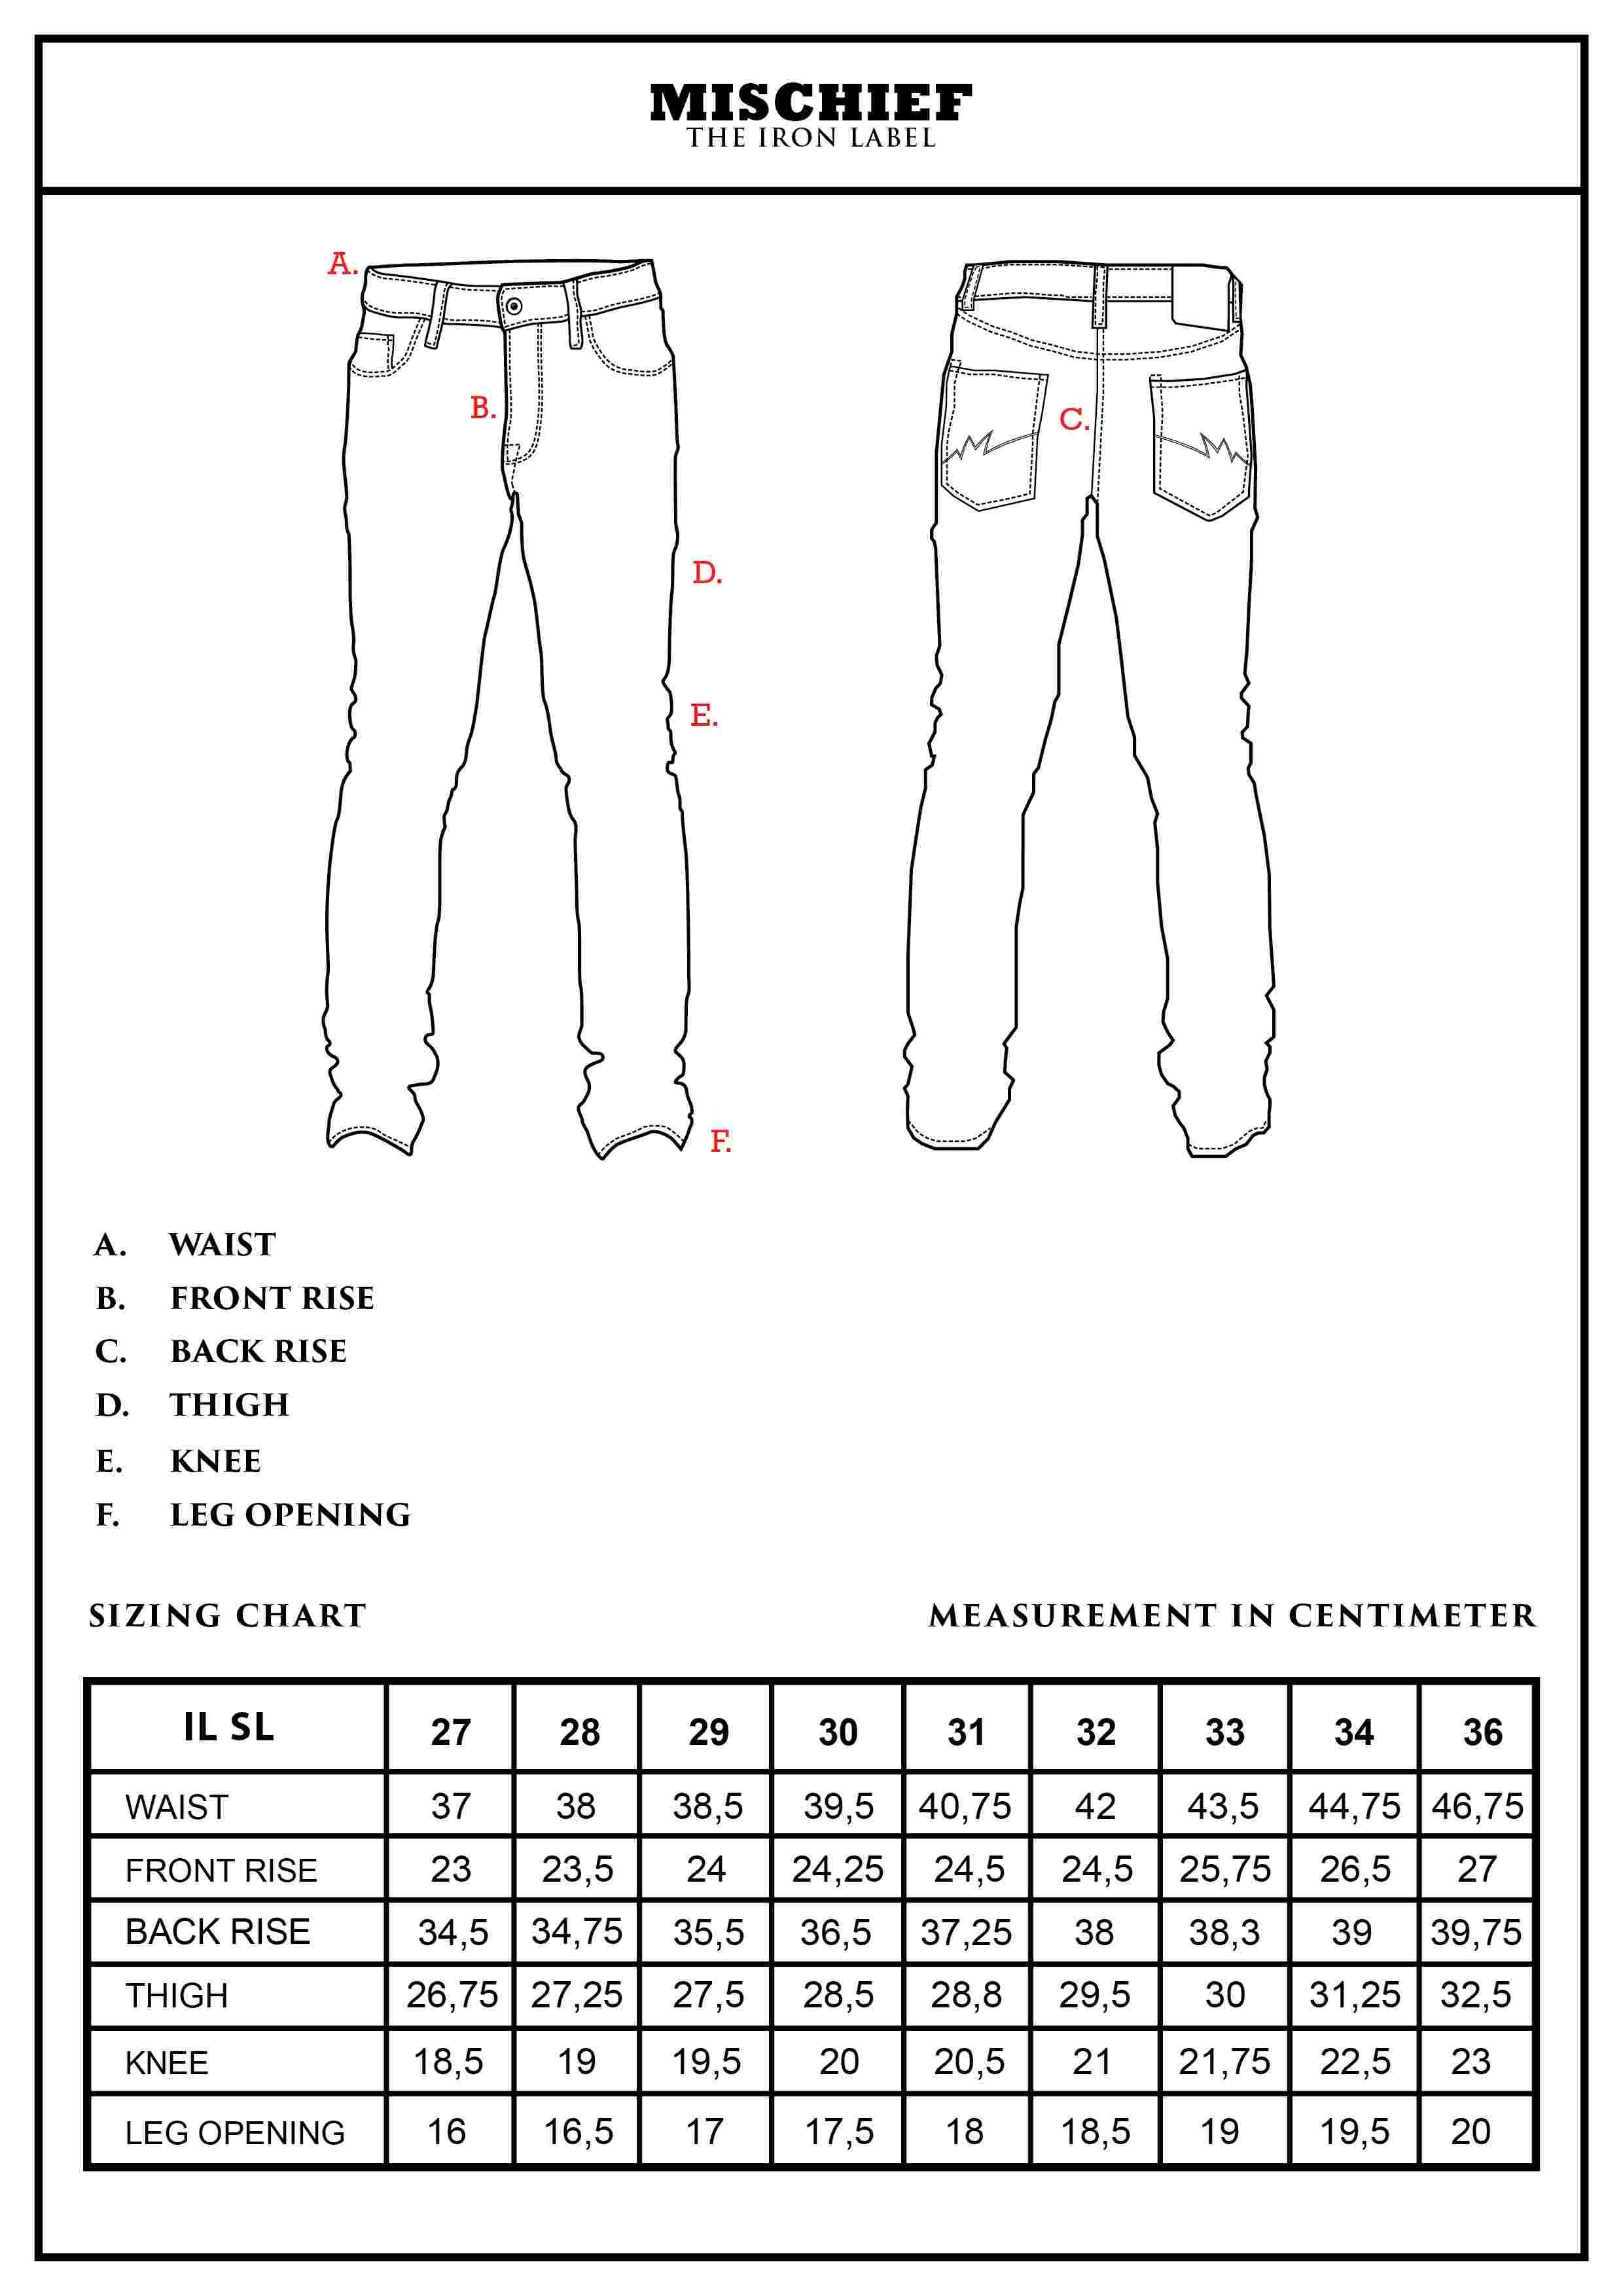 MISCHIEF
THE IRON LABEL
A.
B.
C.
D.
E.
F.
A. WAIST
B. FRONT RISE
C. BACK RISE
D. THIGH
E. KNEE
F. LEG OPENING
SIZING CHART MEASUREMENT IN CENTIMETER
IL SL 27 28 29 30 31 32 33 34 36
WAIST 37 38 38,5 39,5 40,75 42 43,5 44,75 46,75
FRONT RISE 23 23,5 24 24,25 24,5 24,5 25,75 26,5 27
BACK RISE 34,5 34,75 35,5 36,5 37,25 38 38,3 39 39,75
THIGH 26,75 27,25 27,5 28,5 28,8 29,5 30 31,25 32,5
KNEE 18,5 19 19,5 20 20,5 21 21,75 22,5 23
LEG OPENING 16 16,5 17 17,5 18 18,5 19 19,5 20